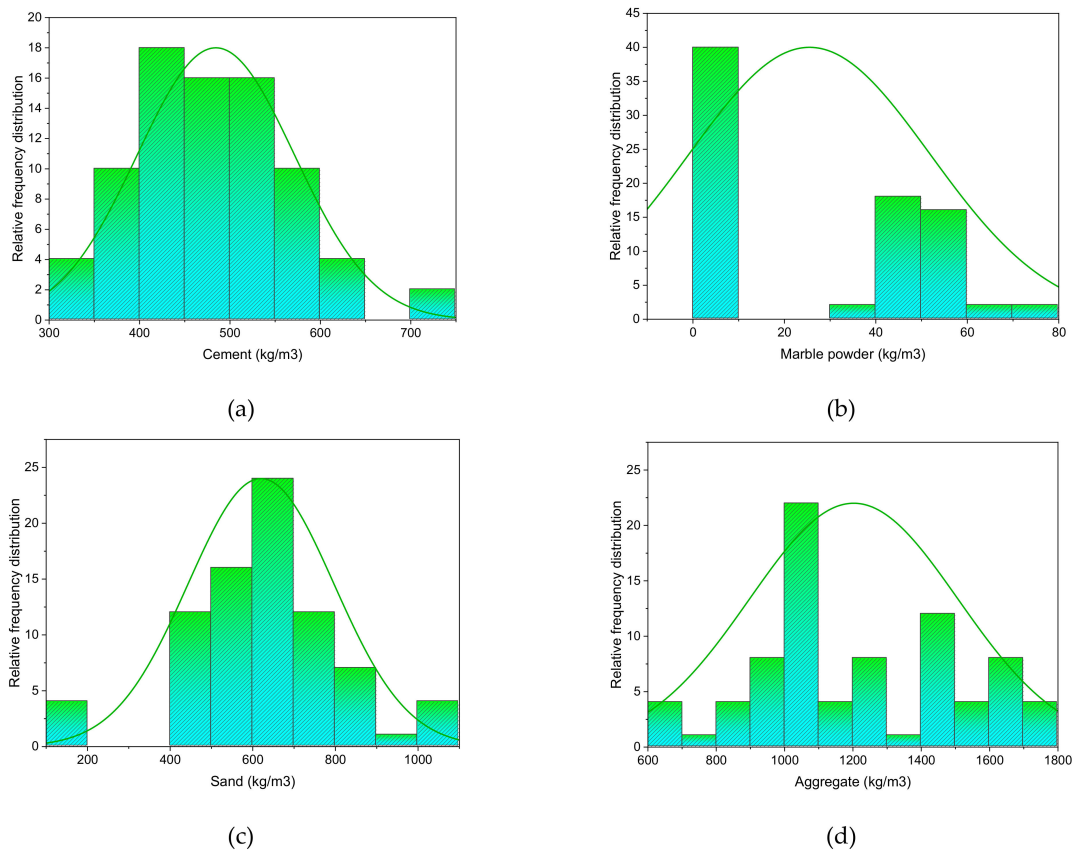 20
18
16
14
12
10
8
6
4
2
0
300 400 500 600 700
Relative frequency distribution
Cement (kg/m3)
(a)
45
40
35
30
25
20
15
10
5
0
0 20 40 60 80
Relative frequency distribution
Marble powder (kg/m3)
(b)
25
20
15
10
5
0
200 400 600 800 1000
Relative frequency distribution
Sand (kg/m3)
(c)
25
20
15
10
5
0
600 800 1000 1200 1400 1600 1800
Relative frequency distribution
Aggregate (kg/m3)
(d)